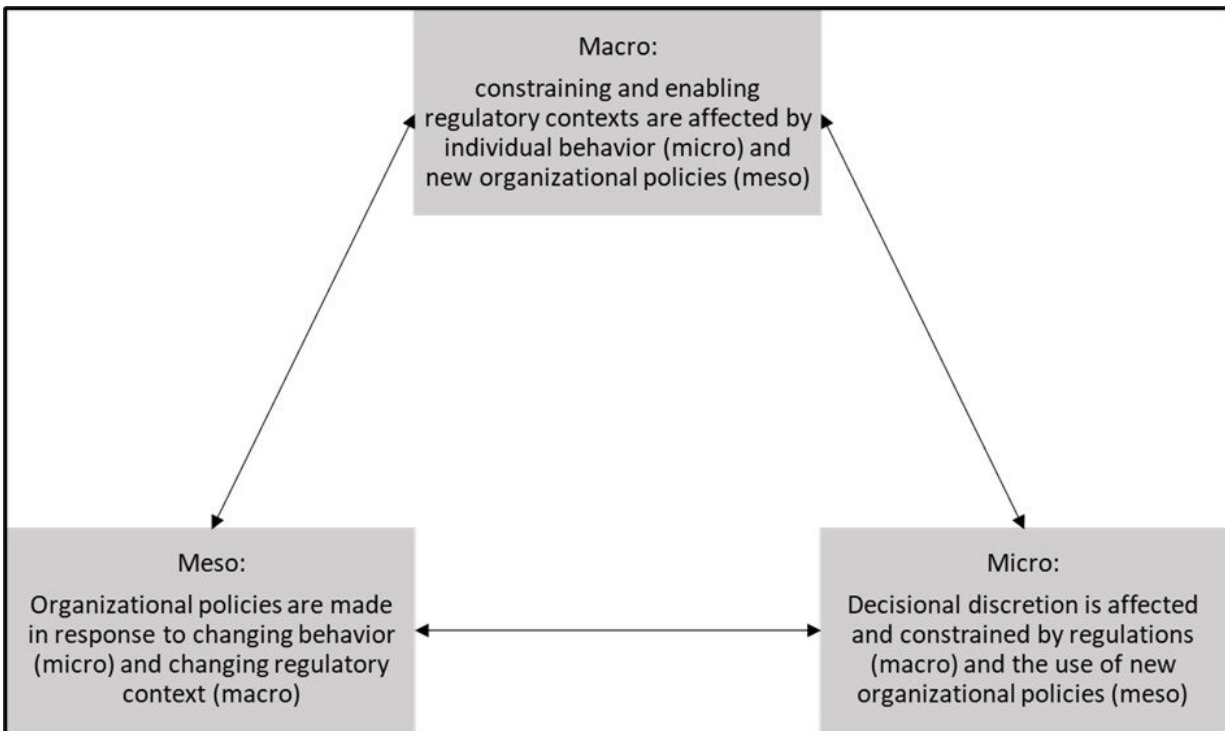 Macro:
constraining and enabling
regulatory contexts are affected by
individual behavior (micro) and
new organizational policies (meso)
Meso:
Organizational policies are made
in response to changing behavior
(micro) and changing regulatory
context (macro)
Micro:
Decisional discretion is affected
and constrained by regulations
(macro) and the use of new
organizational policies (meso)